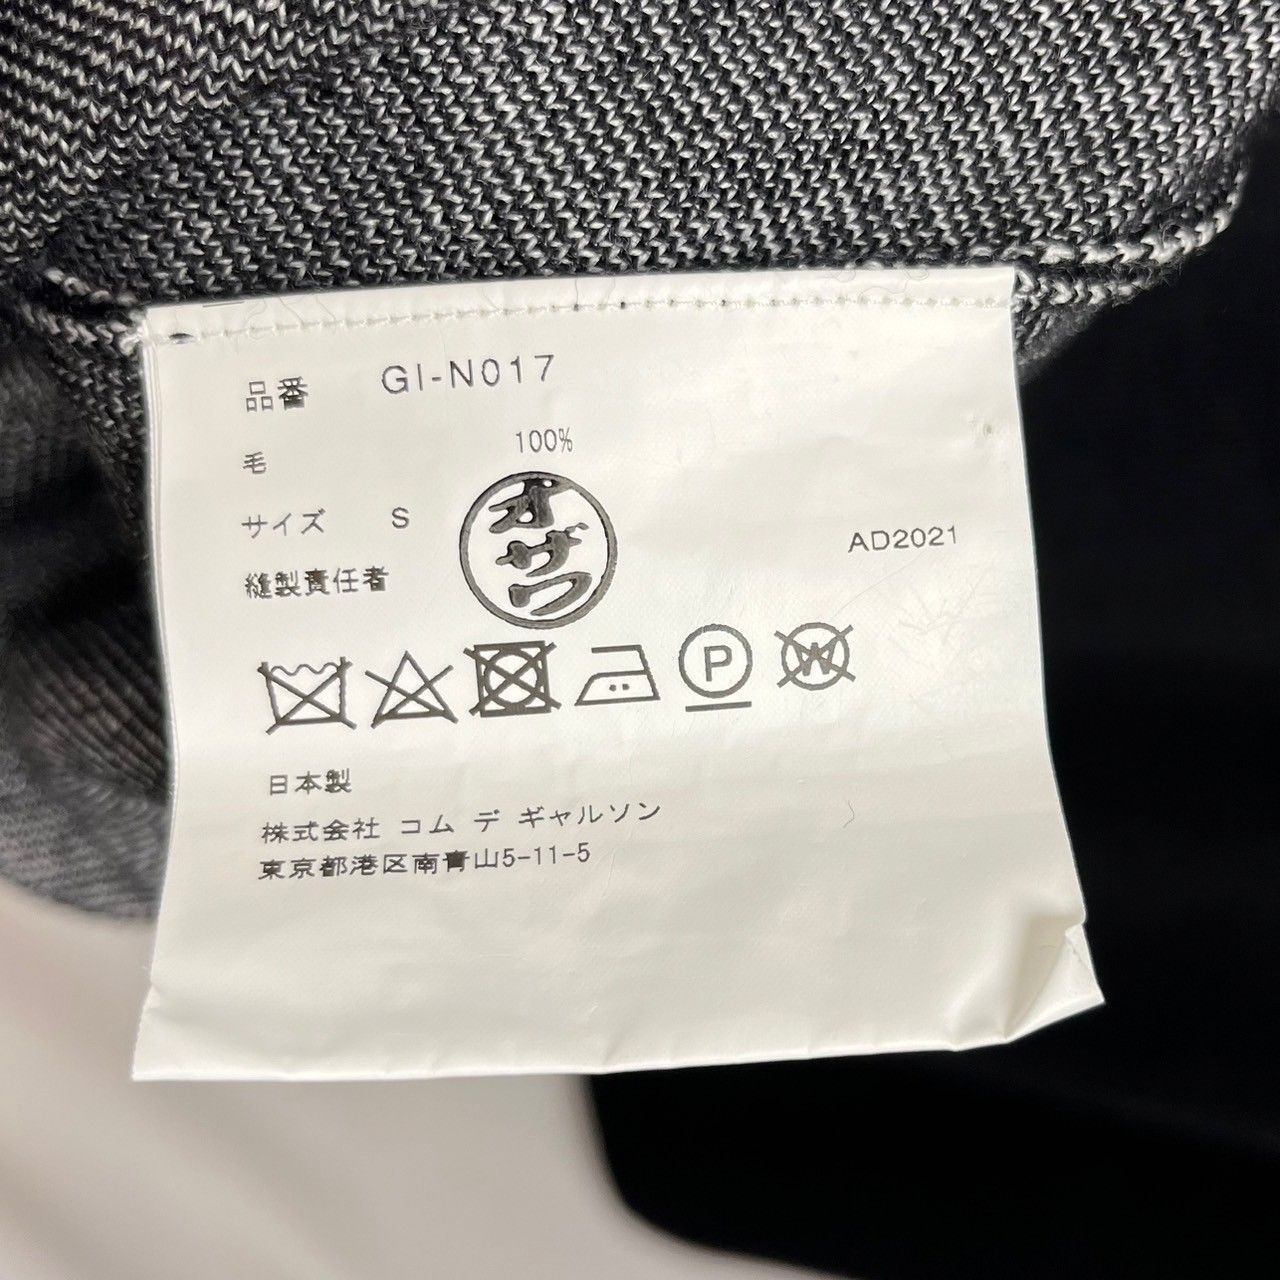 品番 GI-N017
毛 100%
サイズ S
オザワ
AD2021
縫製責任者
P
W
日本製
株式会社 コム デ ギャルソン
東京都港区南青山5-11-5